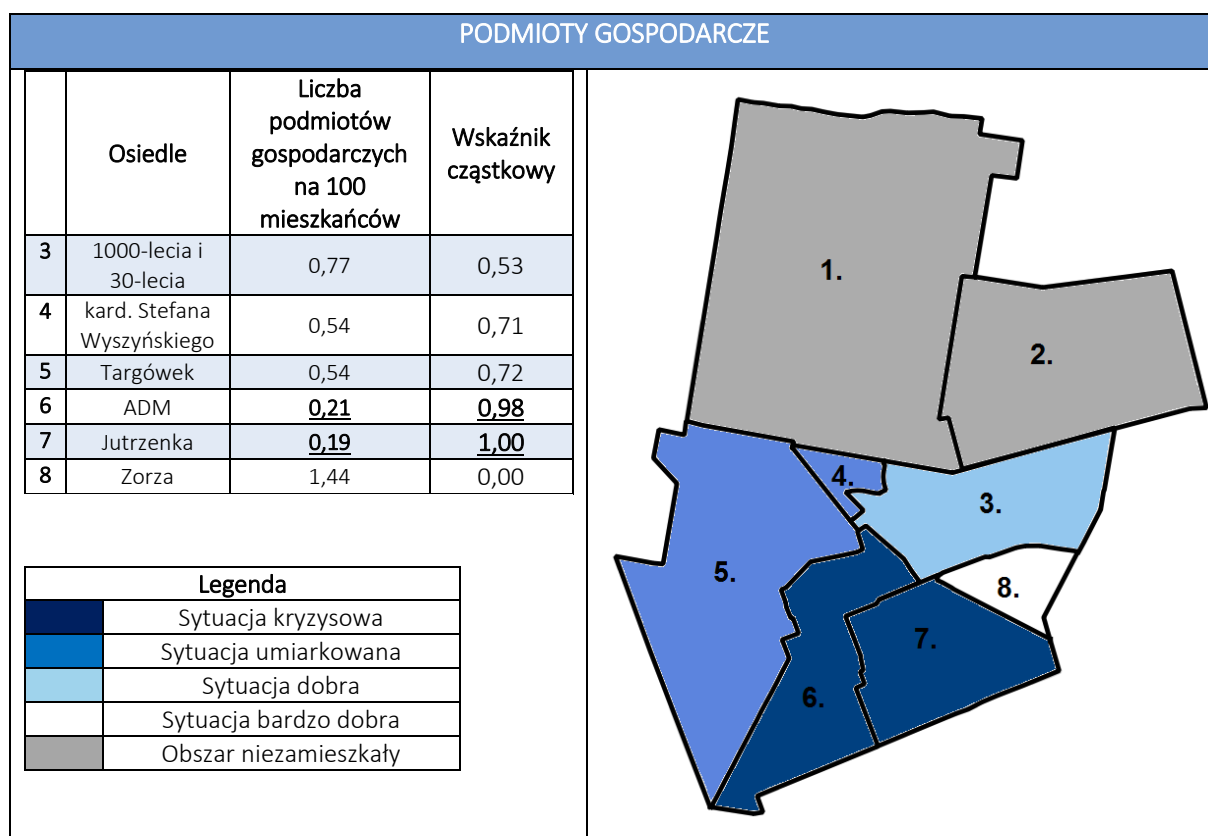 PODMIOTY GOSPODARCZE
Osiedle
Liczba
podmiotów
gospodarczych
na 100
mieszkańców
Wskaźnik
cząstkowy
3 1000-lecia i
30-lecia
0,77 0,53
4 kard. Stefana
Wyszyńskiego
0,54 0,71
5 Targówek 0,54 0,72
6 ADM 0,21 0,98
7 Jutrzenka 0,19 1,00
8 Zorza 1,44 0,00
Legenda
Sytuacja kryzysowa
Sytuacja umiarkowana
Sytuacja dobra
Sytuacja bardzo dobra
Obszar niezamieszkały
1.
2.
4.
3.
5.
8.
7.
6.